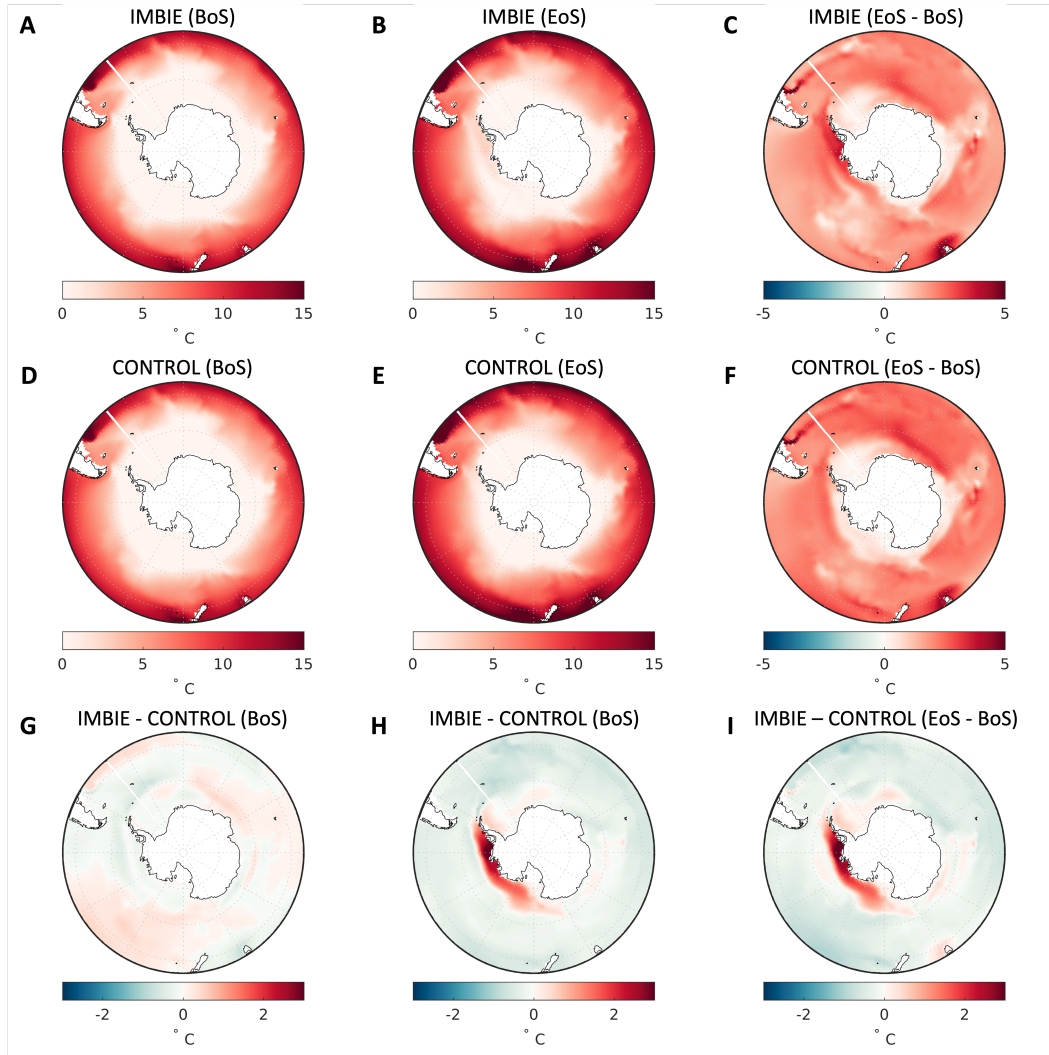 A IMBIE (BoS) B IMBIE (EoS) C IMBIE (EoS - BoS)
0 5 10 15 0 5 10 15 -5 0 5
° C ° C ° C
D CONTROL (BoS) E CONTROL (EoS) F CONTROL (EoS - BoS)
0 5 10 15 0 5 10 15 -5 0 5
° C ° C ° C
G IMBIE - CONTROL (BoS) H IMBIE - CONTROL (BoS) I IMBIE – CONTROL (EoS - BoS)
-2 0 2 -2 0 2 -2 0 2
° C ° C ° C